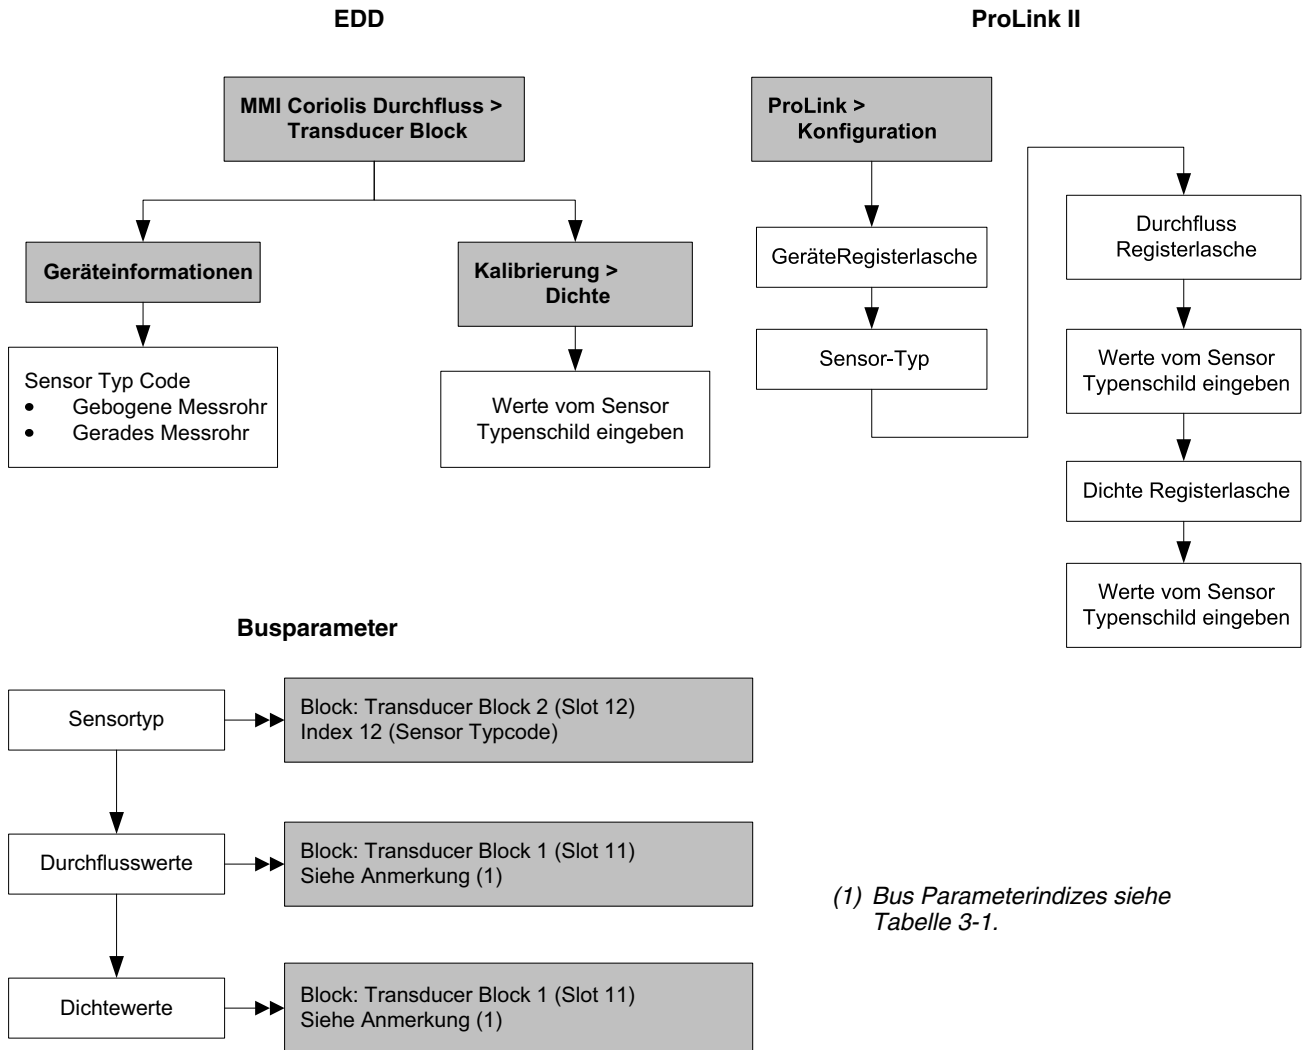 EDD
MMI Coriolis Durchfluss >
Transducer Block
Geräteinformationen
Sensor Typ Code
• Gebogene Messrohr
• Gerades Messrohr
Kalibrierung >
Dichte
Werte vom Sensor
Typenschild eingeben
ProLink II
ProLink >
Konfiguration
GeräteRegisterlasche
Sensor-Typ
Durchfluss
Registerlasche
Werte vom Sensor
Typenschild eingeben
Dichte Registerlasche
Werte vom Sensor
Typenschild eingeben
Busparameter
Sensortyp
Block: Transducer Block 2 (Slot 12)
Index 12 (Sensor Typcode)
Durchflusswerte
Block: Transducer Block 1 (Slot 11)
Siehe Anmerkung (1)
Dichtewerte
Block: Transducer Block 1 (Slot 11)
Siehe Anmerkung (1)
(1) Bus Parameterindizes siehe
Tabelle 3-1.